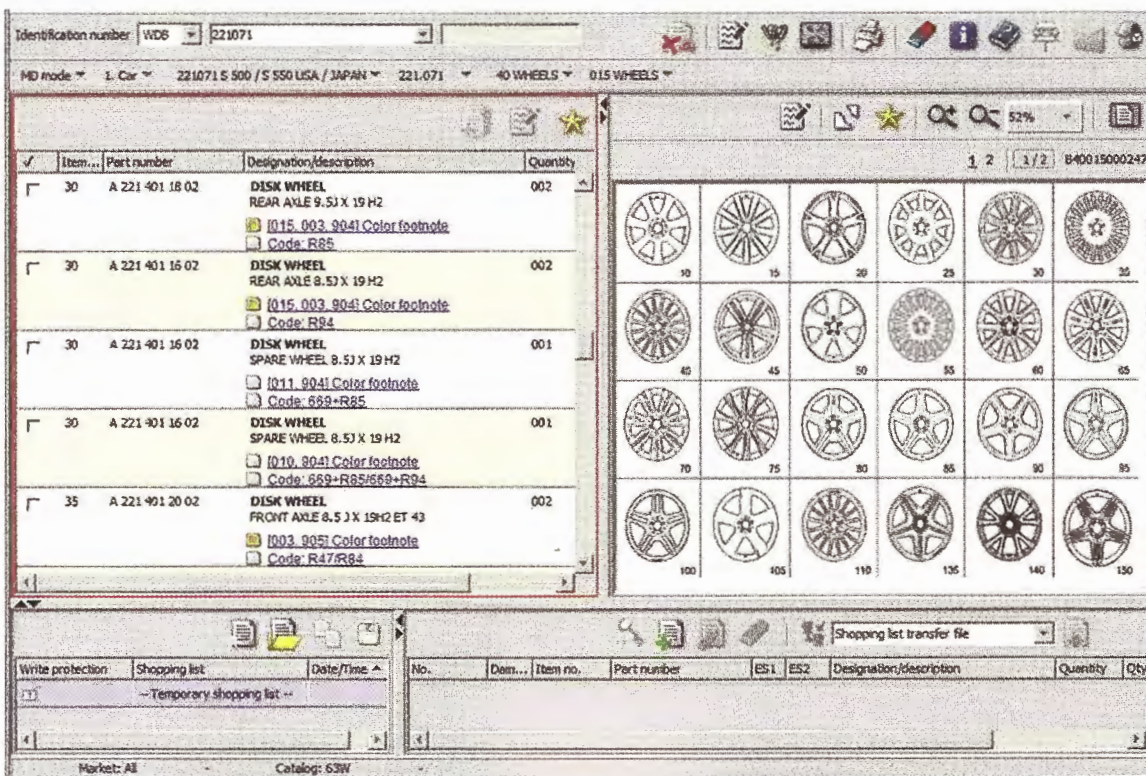 Identification number WDB 221071
MD mode 1. Car 221071 S 500 / S 550 USA / JAPAN 221.071 40 WHEELS 015 WHEELS
52%
1 2 1/2 B40015000247
✓ Item... Part number Designation/description Quantity
30 A 221 401 18 02 DISK WHEEL 002
REAR AXLE 9.5J X 19 H2
[015, 003, 904] Color footnote
Code: R85
30 A 221 401 16 02 DISK WHEEL 002
REAR AXLE 8.5J X 19 H2
[015, 003, 904] Color footnote
Code: R94
30 A 221 401 16 02 DISK WHEEL 001
SPARE WHEEL 8.5J X 19 H2
[011, 904] Color footnote
Code: 669+R85
30 A 221 401 16 02 DISK WHEEL 001
SPARE WHEEL 8.5J X 19 H2
[010, 904] Color footnote
Code: 669+R85/669+R94
35 A 221 401 20 02 DISK WHEEL 002
FRONT AXLE 8.5 J X 19H2 ET 43
[003, 905] Color footnote
Code: R47/R84
10 15 20 25 30 35
40 45 50 55 60 65
70 75 80 85 90 95
100 105 110 135 140 150
Write protection Shopping list Date/Time
-- Temporary shopping list --
Shopping list transfer file
No. Dam... Item no. Part number ES1 ES2 Designation/description Quantity Qty
Market: All - Catalog: 63W -